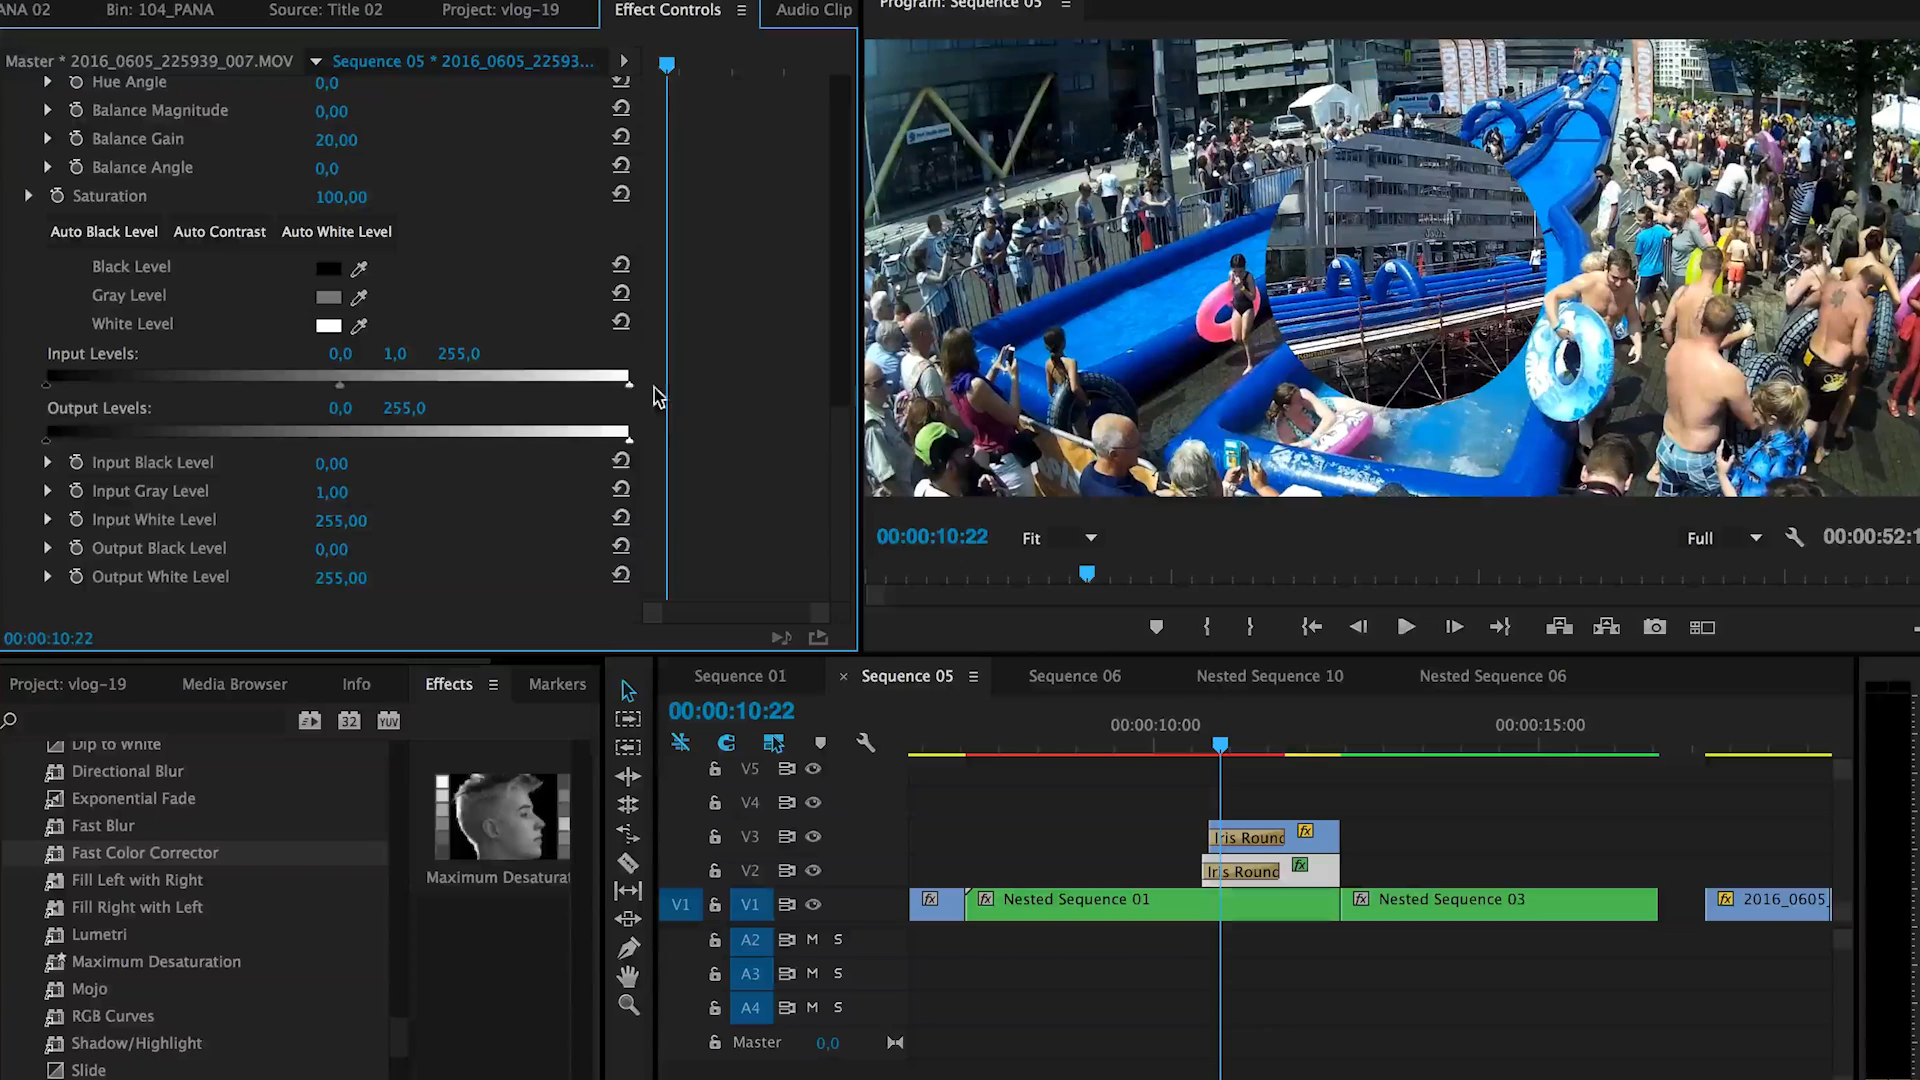 ANA 02 Bin: 104_PANA Source: Title 02 Project: vlog-19 Effect Controls Audio Clip
Program: Sequence 05
Master * 2016_0605_225939_007.MOV Sequence 05 * 2016_0605_22593...
Hue Angle 0,0
Balance Magnitude 0,00
Balance Gain 20,00
Balance Angle 0,0
Saturation 100,00
Auto Black Level Auto Contrast Auto White Level
Black Level
Gray Level
White Level
Input Levels: 0,0 1,0 255,0
Output Levels: 0,0 255,0
Input Black Level 0,00
Input Gray Level 1,00
Input White Level 255,00
Output Black Level 0,00
Output White Level 255,00
00:00:10:22
00:00:10:22 Fit Full 00:00:52:1
Project: vlog-19 Media Browser Info Effects Markers
32 YUV
Dip to White
Directional Blur
Exponential Fade
Fast Blur
Fast Color Corrector
Fill Left with Right
Fill Right with Left
Lumetri
Maximum Desaturation
Mojo
RGB Curves
Shadow/Highlight
Slide
Maximum Desatura
Sequence 01 × Sequence 05 Sequence 06 Nested Sequence 10 Nested Sequence 06
00:00:10:22
00:00:10:00 00:00:15:00
V5
V4
V3 Iris Round fx
V2 Iris Round fx
V1 V1 fx fx Nested Sequence 01 fx Nested Sequence 03 fx 2016_0605_
A2 M S
A3 M S
A4 M S
Master 0,0